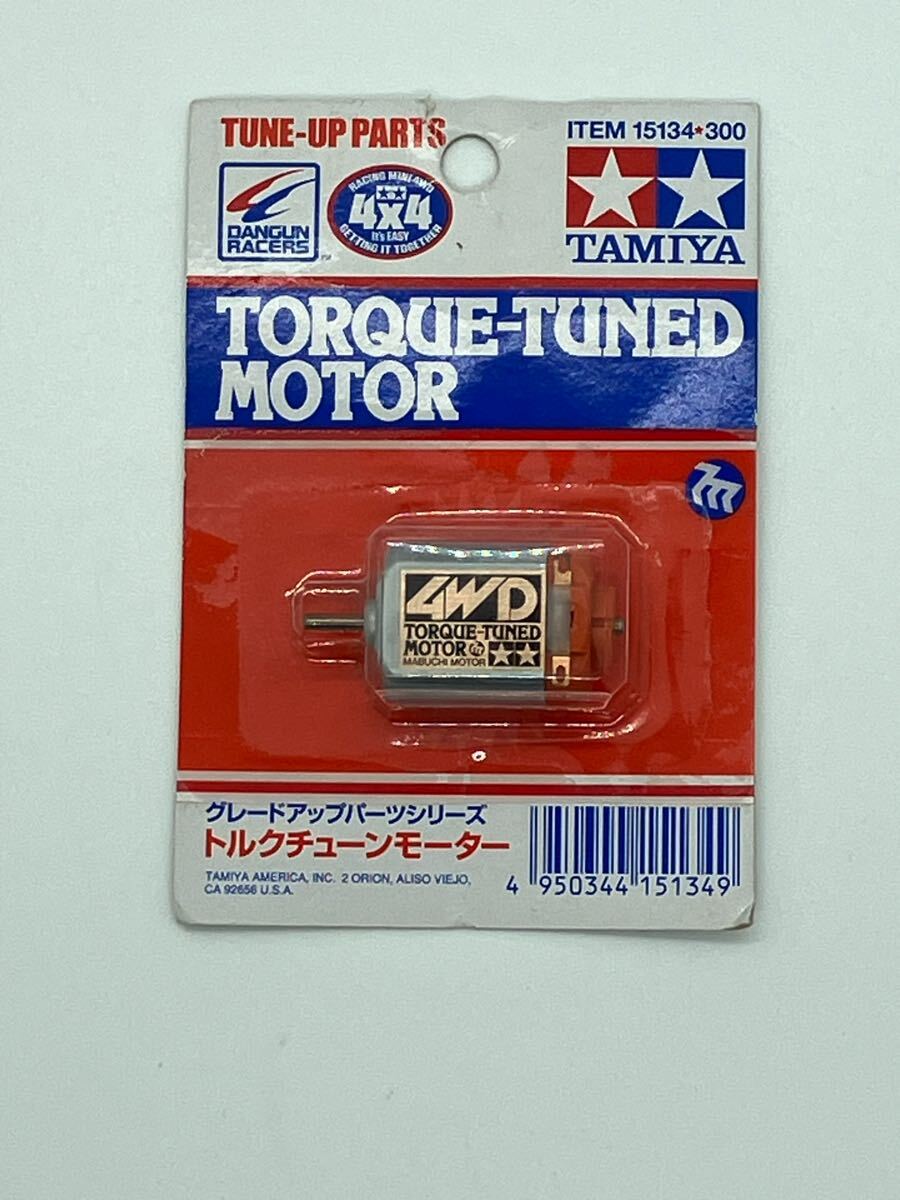 TUNE-UP PARTS
ITEM 15134★300
DANGUN
RACERS
RACING MINI 4WD
4x4
It's EASY
GETTING IT TOGETHER
TAMIYA
TORQUE-TUNED
MOTOR
4WD
TORQUE-TUNED
MOTOR
MABUCHI MOTOR
グレードアップパーツシリーズ
トルクチューンモーター
TAMIYA AMERICA, INC. 2 ORION, ALISO VIEJO,
CA 92656 U.S.A.
4 950344 151349